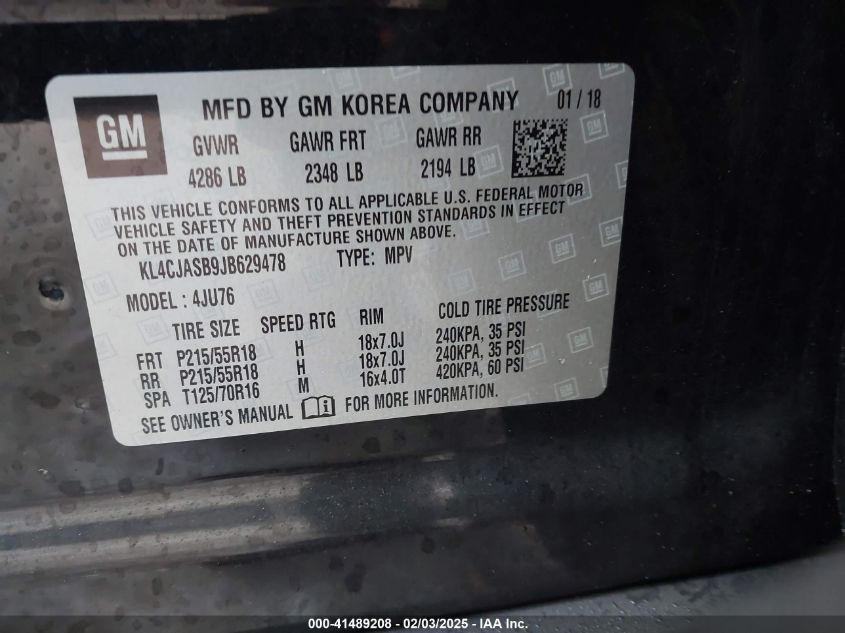 GM
MFD BY GM KOREA COMPANY 01 / 18
GVWR GAWR FRT GAWR RR
4286 LB 2348 LB 2194 LB
THIS VEHICLE CONFORMS TO ALL APPLICABLE U.S. FEDERAL MOTOR
VEHICLE SAFETY AND THEFT PREVENTION STANDARDS IN EFFECT
ON THE DATE OF MANUFACTURE SHOWN ABOVE.
KL4CJASB9JB629478 TYPE: MPV
MODEL : 4JU76
TIRE SIZE SPEED RTG RIM COLD TIRE PRESSURE
FRT P215/55R18 H 18x7.0J 240KPA, 35 PSI
RR P215/55R18 H 18x7.0J 240KPA, 35 PSI
SPA T125/70R16 M 16x4.0T 420KPA, 60 PSI
SEE OWNER'S MANUAL FOR MORE INFORMATION.
000-41489208 - 02/03/2025 - IAA Inc.